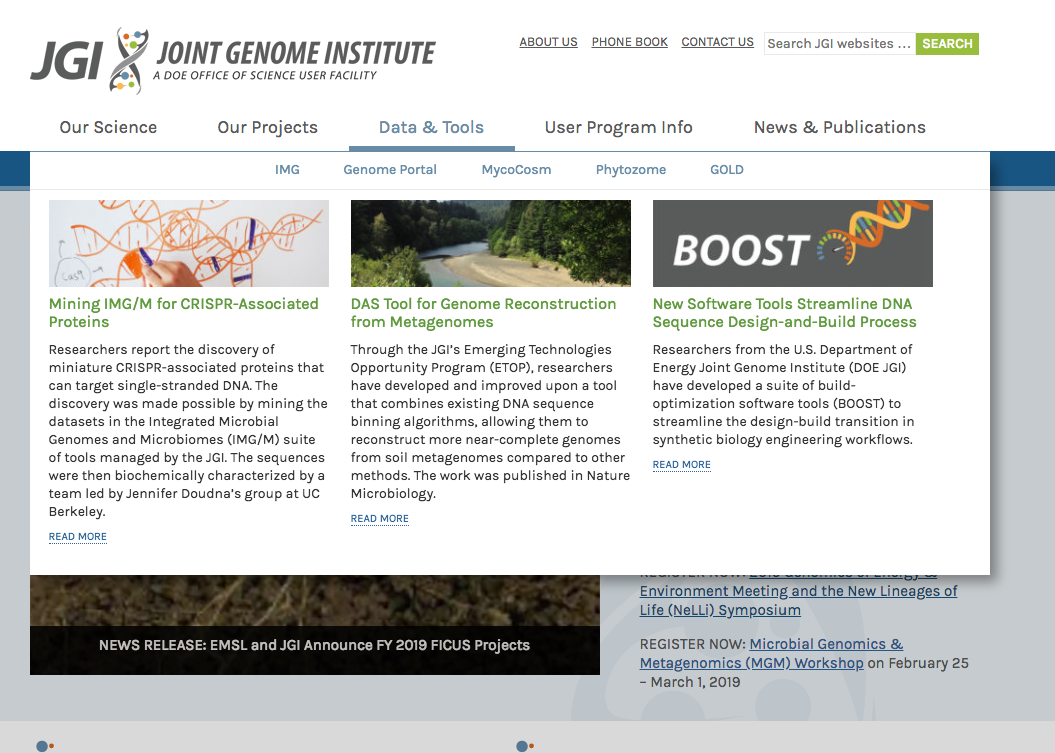 JGI JOINT GENOME INSTITUTE
A DOE OFFICE OF SCIENCE USER FACILITY
ABOUT US PHONE BOOK CONTACT US
Search JGI websites ... SEARCH
Our Science Our Projects Data & Tools User Program Info News & Publications
IMG Genome Portal MycoCosm Phytozome GOLD
Cas9
Mining IMG/M for CRISPR-Associated
Proteins
Researchers report the discovery of
miniature CRISPR-associated proteins that
can target single-stranded DNA. The
discovery was made possible by mining the
datasets in the Integrated Microbial
Genomes and Microbiomes (IMG/M) suite
of tools managed by the JGI. The sequences
were then biochemically characterized by a
team led by Jennifer Doudna's group at UC
Berkeley.
READ MORE
DAS Tool for Genome Reconstruction
from Metagenomes
Through the JGI's Emerging Technologies
Opportunity Program (ETOP), researchers
have developed and improved upon a tool
that combines existing DNA sequence
binning algorithms, allowing them to
reconstruct more near-complete genomes
from soil metagenomes compared to other
methods. The work was published in Nature
Microbiology.
READ MORE
BOOST
New Software Tools Streamline DNA
Sequence Design-and-Build Process
Researchers from the U.S. Department of
Energy Joint Genome Institute (DOE JGI)
have developed a suite of build-
optimization software tools (BOOST) to
streamline the design-build transition in
synthetic biology engineering workflows.
READ MORE
NEWS RELEASE: EMSL and JGI Announce FY 2019 FICUS Projects
REGISTER NOW: 2019 Genomics of Energy &
Environment Meeting and the New Lineages of
Life (NeLLi) Symposium
REGISTER NOW: Microbial Genomics &
Metagenomics (MGM) Workshop on February 25
– March 1, 2019